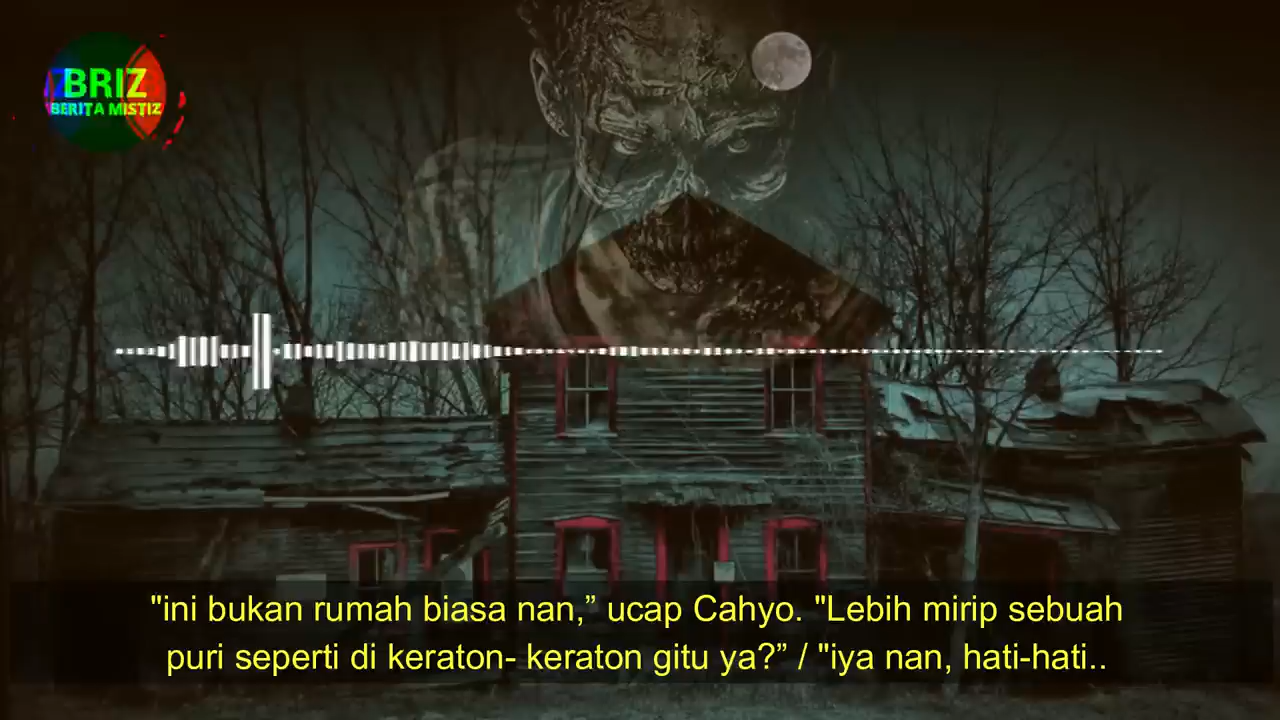 BRIZ
BERITA MISTIZ
"ini bukan rumah biasa nan,” ucap Cahyo. "Lebih mirip sebuah
puri seperti di keraton- keraton gitu ya?” / "iya nan, hati-hati..